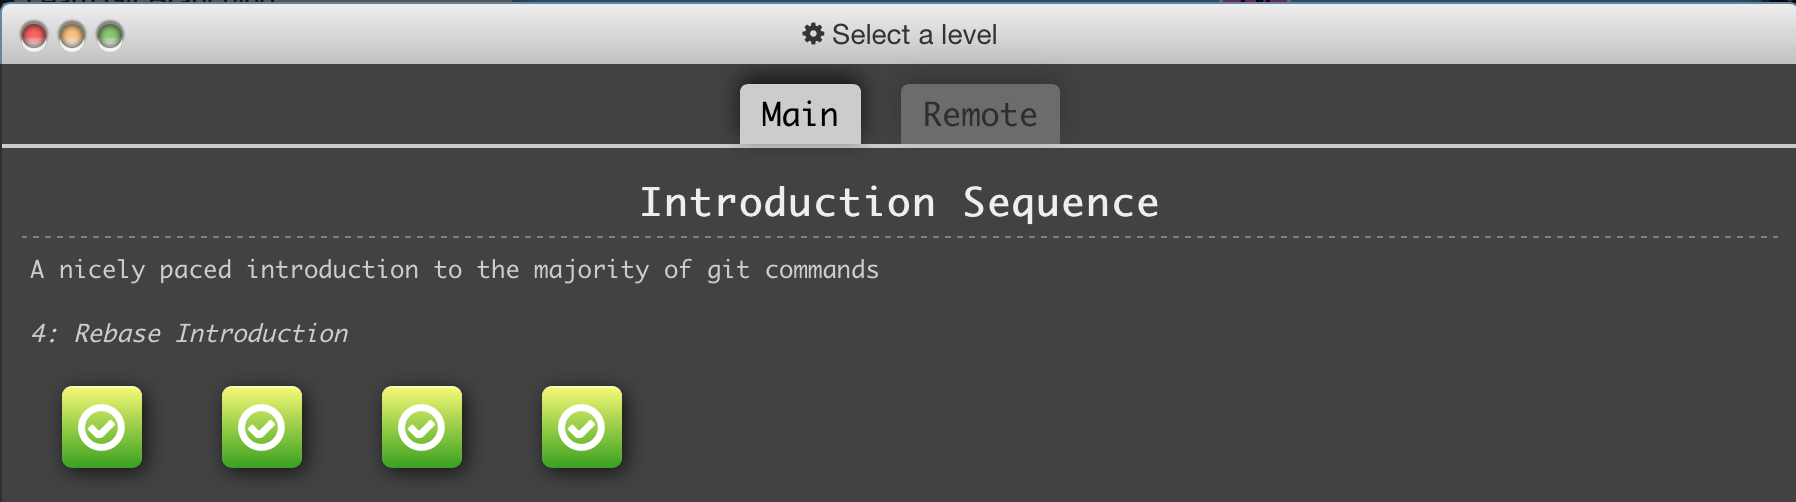 Select a level
Main Remote
Introduction Sequence
A nicely paced introduction to the majority of git commands
4: Rebase Introduction